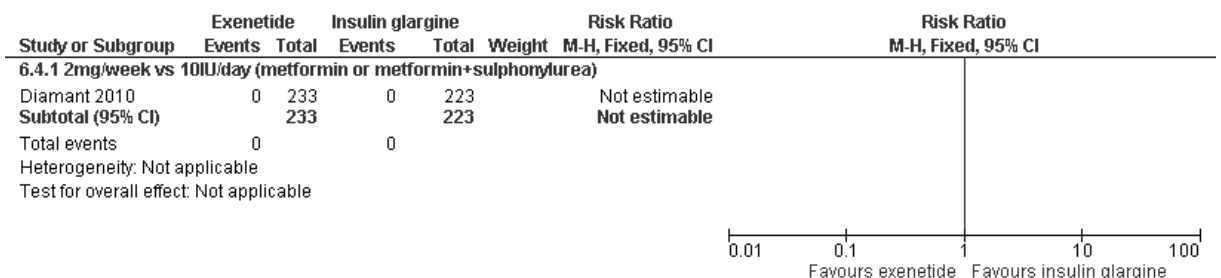 Exenetide Insulin glargine Risk Ratio Risk Ratio
Study or Subgroup Events Total Events Total Weight M-H, Fixed, 95% CI M-H, Fixed, 95% CI
6.4.1 2mg/week vs 10IU/day (metformin or metformin+sulphonylurea)
Diamant 2010 0 233 0 223 Not estimable
Subtotal (95% CI) 233 223 Not estimable
Total events 0 0
Heterogeneity: Not applicable
Test for overall effect: Not applicable
0.01 0.1 1 10 100
Favours exenetide Favours insulin glargine